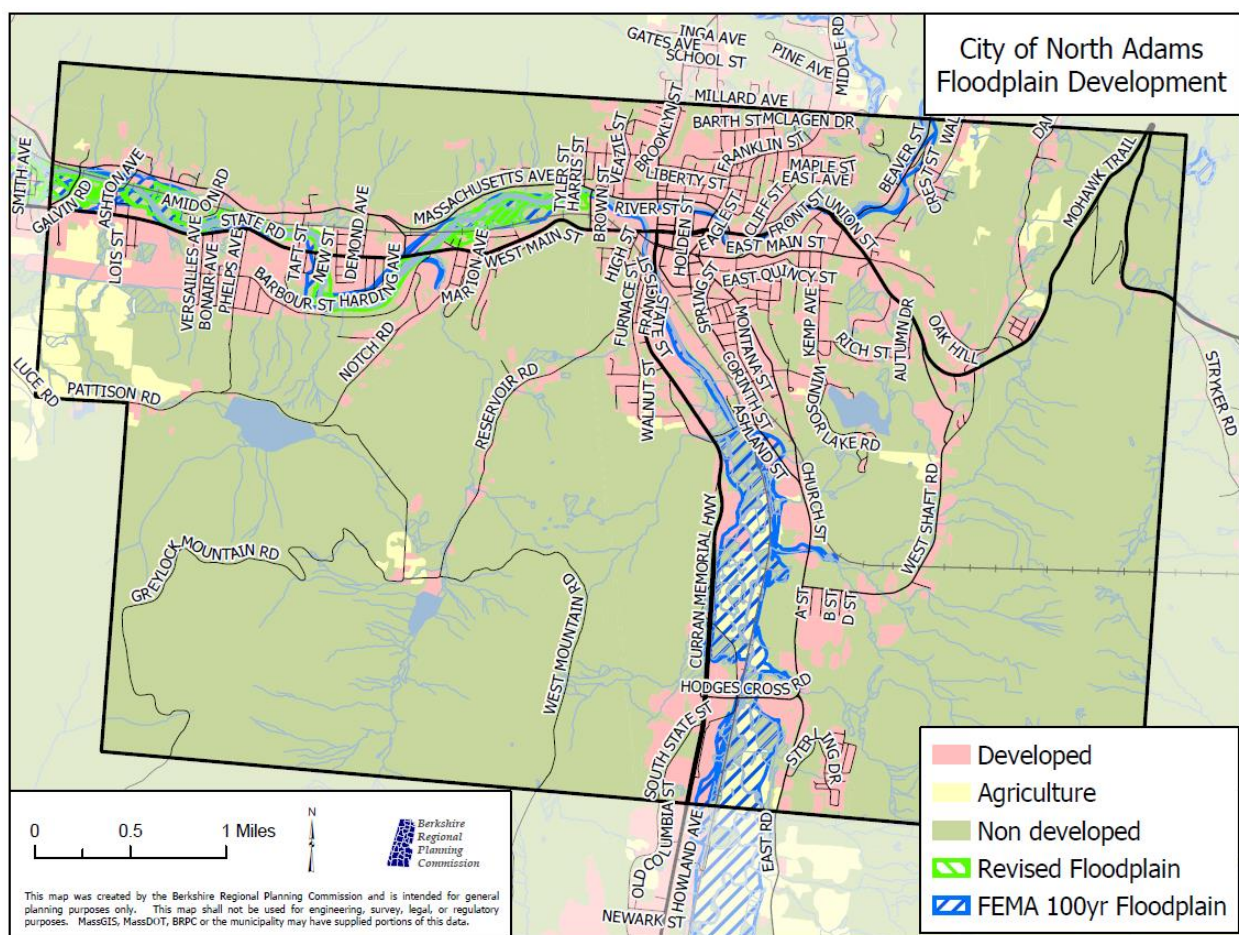 City of North Adams
Floodplain Development
INGA AVE
GATES AVE
SCHOOL ST
PINE AVE
MIDDLE RD
MILLARD AVE
BROOKLYN ST
BARTH ST
MCLAGEN DR
VEAZIE ST
FRANKLIN ST
BEAVER ST
MAPLE ST
EAST AVE
LIBERTY ST
CREST ST
MOHAWK TRAIL
SMITH AVE
GALVIN RD
ASHTON AVE
AMIDON RD
STATE RD
MASSACHUSETTS AVE
HARRIS ST
BROWN ST
RIVER ST
HOLDEN ST
EAGLE ST
CLIFF ST
FRONT ST
UNION ST
EAST MAIN ST
LOIS ST
VERSAILLES AVE
BONAIR AVE
PHELPS AVE
TAFT ST
NEW ST
DEMOND AVE
BARBOUR ST
HARDING AVE
MARION AVE
WEST MAIN ST
HIGH ST
FURNACE ST
FRANCIS ST
STATE ST
SPRING ST
EAST QUINCY ST
MONTANA ST
KEMP AVE
RICH ST
AUTUMN DR
OAK HILL
NOTCH RD
LUCE RD
PATTISON RD
RESERVOIR RD
WALNUT ST
CORINTH ST
ASHLAND ST
WINDSOR LAKE RD
STRYKER RD
CHURCH ST
WEST SHAFT RD
CURRAN MEMORIAL HWY
GREYLOCK
MOUNTAIN RD
WEST MOUNTAIN RD
A ST
B ST
D ST
HODGES CROSS RD
SOUTH STATE ST
OLD COLUMBIA ST
S HOWLAND AVE
EAST RD
NEWARK ST
Developed
Agriculture
Non developed
Revised Floodplain
FEMA 100yr Floodplain
0 0.5 1 Miles
N
Berkshire
Regional
Planning
Commission
This map was created by the Berkshire Regional Planning Commission and is intended for general
planning purposes only. This map shall not be used for engineering, survey, legal, or regulatory
purposes. MassGIS, MassDOT, BRPC or the municipality may have supplied portions of this data.